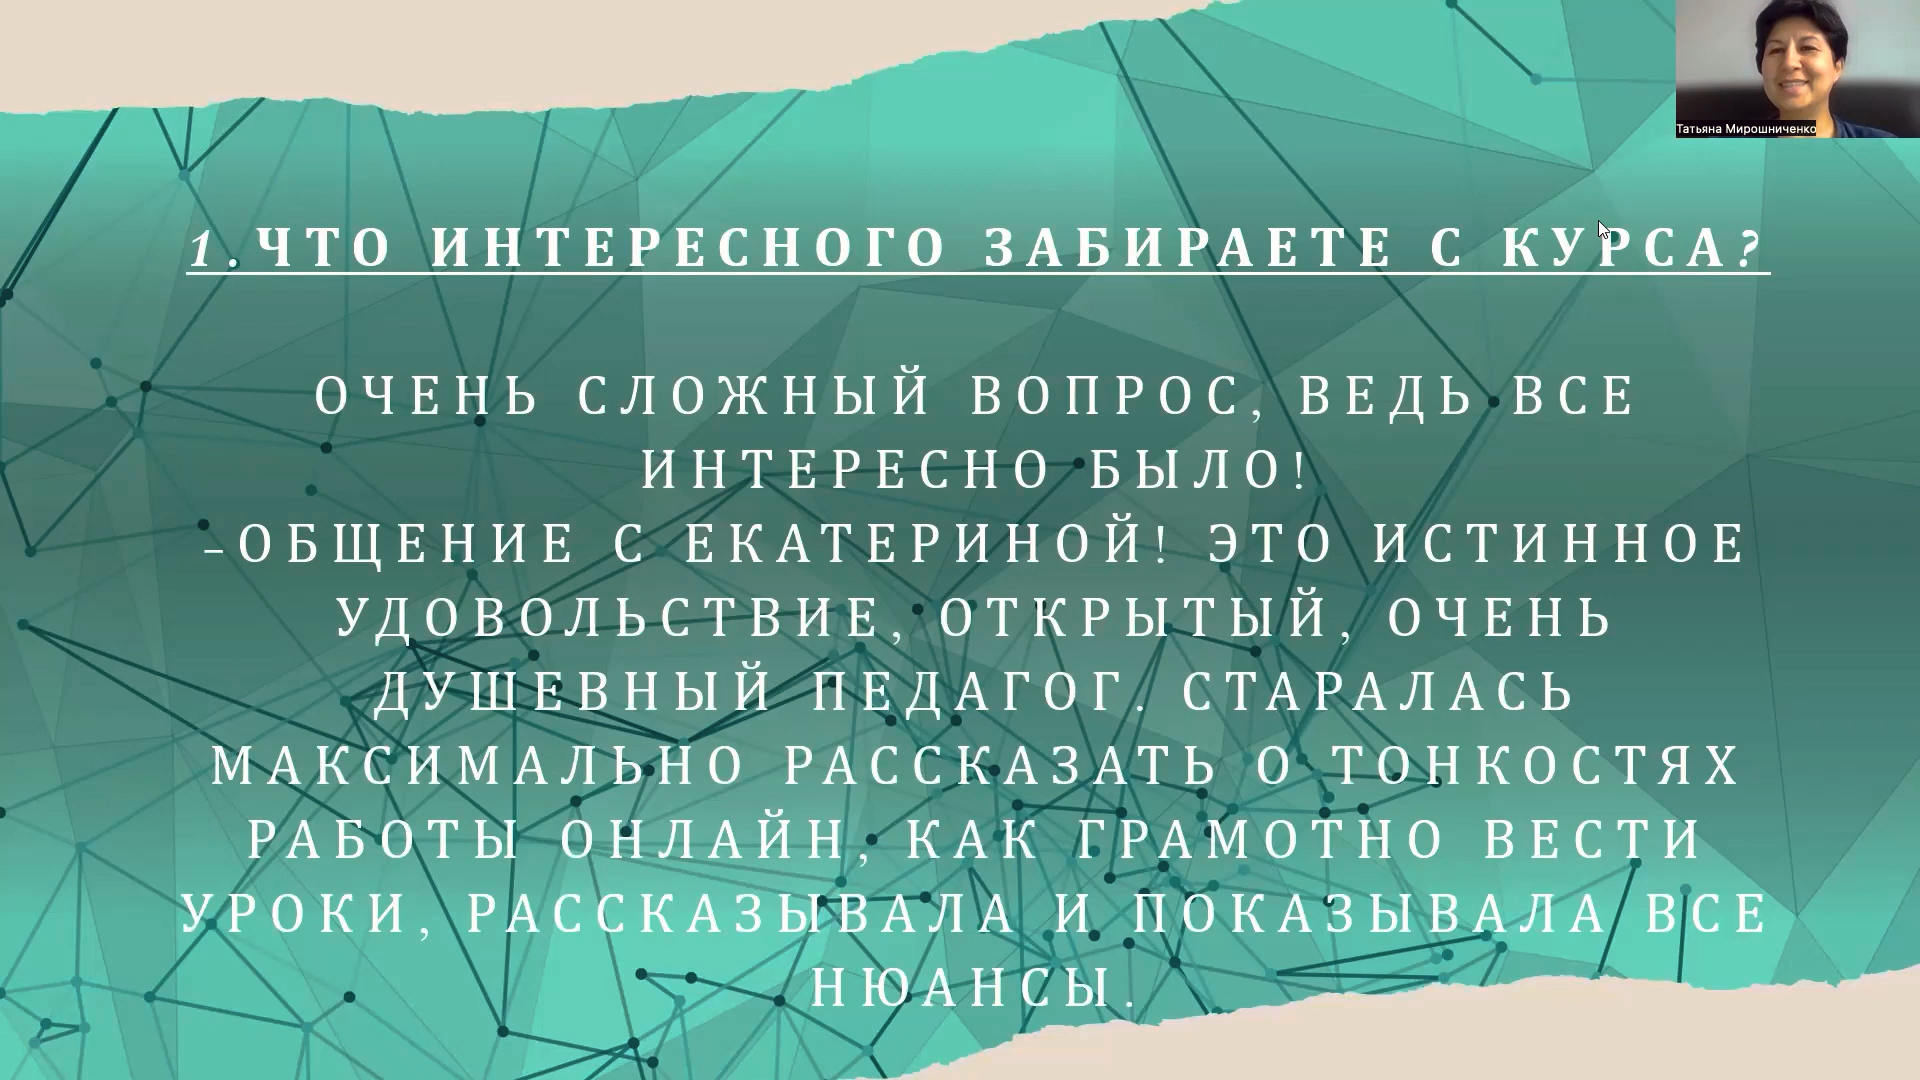 Татьяна Мирошниченко
1.ЧТО ИНТЕРЕСНОГО ЗАБИРАЕТЕ С КУРСА?
ОЧЕНЬ СЛОЖНЫЙ ВОПРОС, ВЕДЬ ВСЕ
ИНТЕРЕСНО БЫЛО!
-ОБЩЕНИЕ С ЕКАТЕРИНОЙ! ЭТО ИСТИННОЕ
УДОВОЛЬСТВИЕ, ОТКРЫТЫЙ, ОЧЕНЬ
ДУШЕВНЫЙ ПЕДАГОГ. СТАРАЛАСЬ
МАКСИМАЛЬНО РАССКАЗАТЬ О ТОНКОСТЯХ
РАБОТЫ ОНЛАЙН, КАК ГРАМОТНО ВЕСТИ
УРОКИ, РАССКАЗЫВАЛА И ПОКАЗЫВАЛА ВСЕ
НЮАНСЫ.